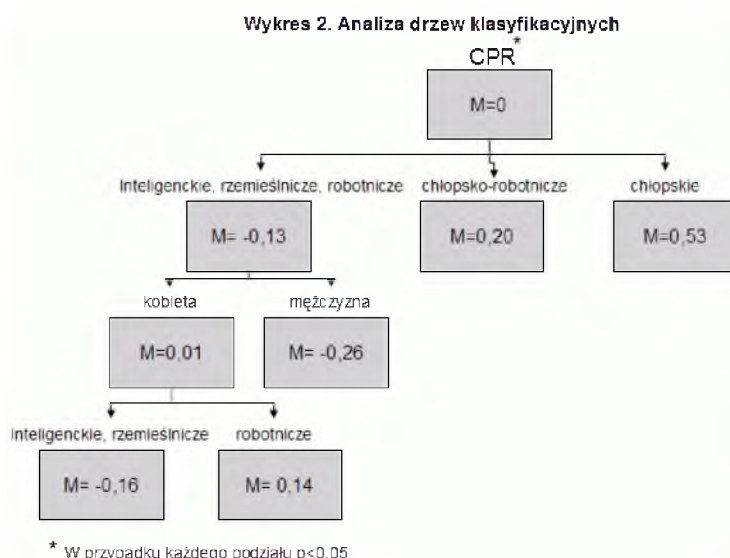 Wykres 2. Analiza drzew klasyfikacyjnych
CPR*
M=0
Inteligenckie, rzemieślnicze, robotnicze chłopsko-robotnicze chłopskie
M= -0,13 M=0,20 M=0,53
kobieta mężczyzna
M=0,01 M= -0,26
Inteligenckie, rzemieślnicze robotnicze
M= -0,16 M= 0,14
* W przypadku każdego podziału p<0,05